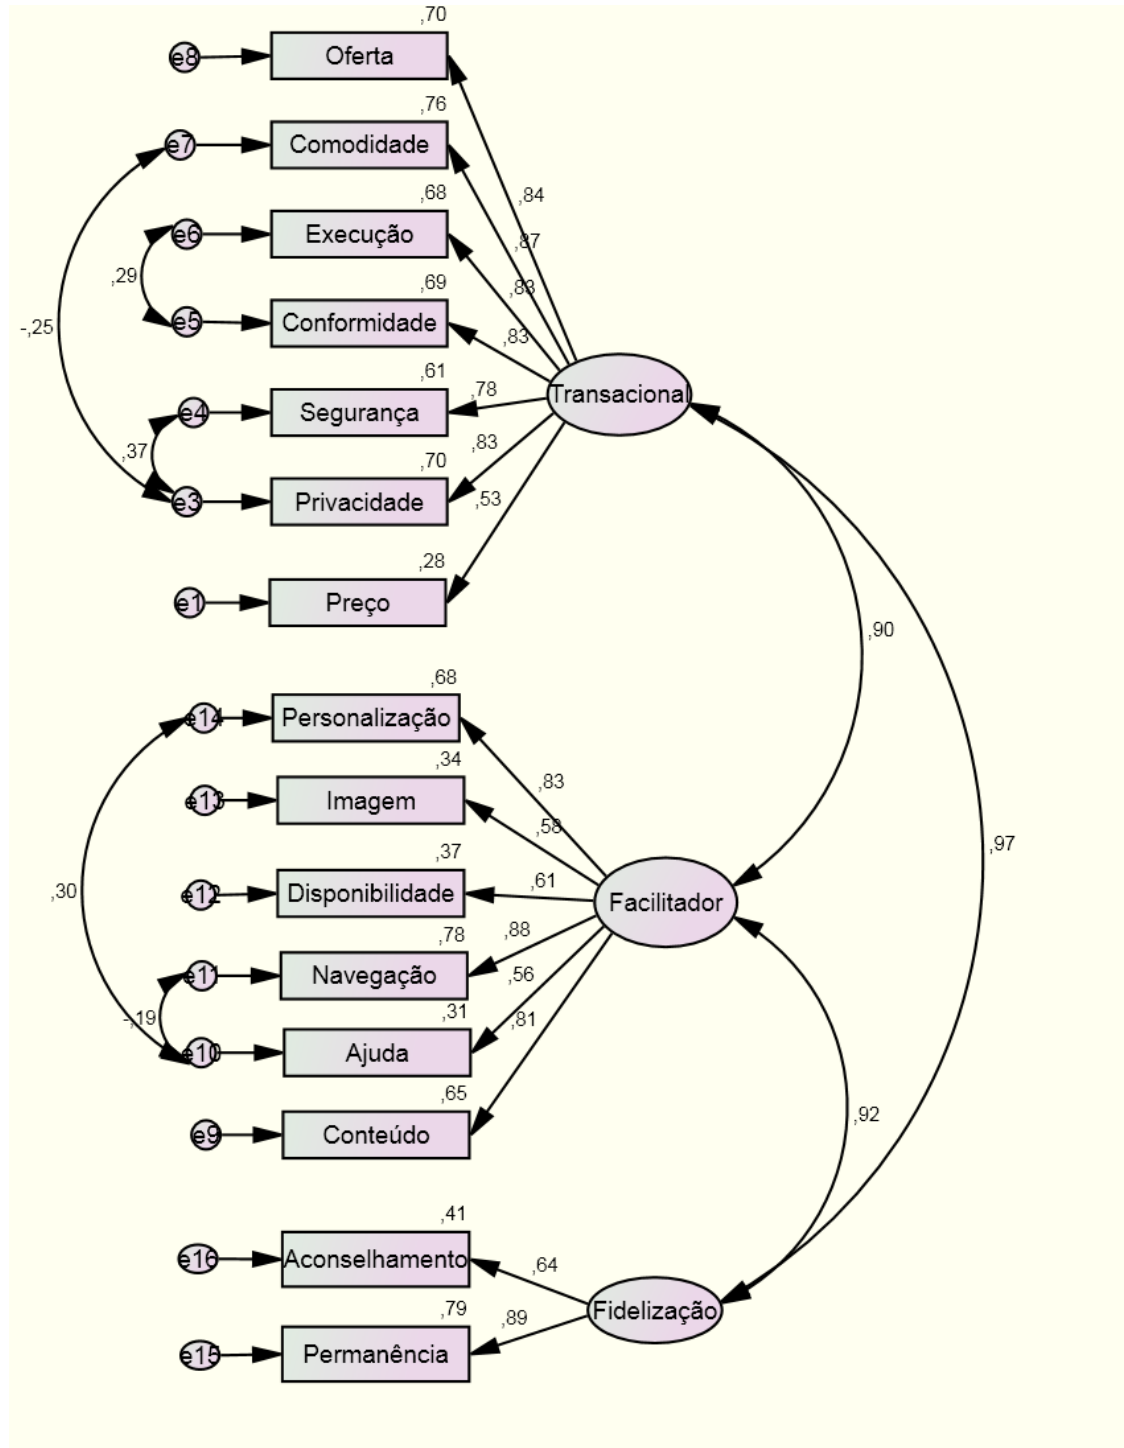 ,70
e8
Oferta
,76
e7
Comodidade
,84
,68
e6
Execução
,87
,29
,83
,69
e5
Conformidade
,83
-,25
,61
,78
Transacional
e4
Segurança
,37
,83
,70
e3
Privacidade
,53
,28
e1
Preço
,90
,68
e14
Personalização
,34
,83
e13
Imagem
,58
,97
,37
,30
e12
Disponibilidade
,61
Facilitador
,78
,88
e11
Navegação
,56
-,19
,31
,81
e10
Ajuda
,65
,92
e9
Conteúdo
,41
e16
Aconselhamento
,64
,79
,89
Fidelização
e15
Permanência